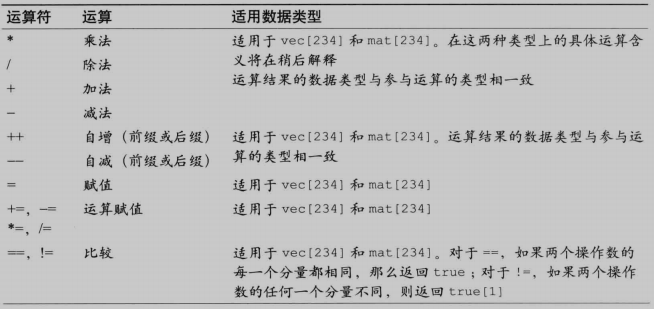 运算符 运算 适用数据类型
* 乘法 适用于 vec[234] 和 mat[234]。在这两种类型上的具体运算含
/ 除法 义将在稍后解释
+ 加法 运算结果的数据类型与参与运算的类型相一致
- 减法
++ 自增（前缀或后缀） 适用于 vec[234] 和 mat[234]。运算结果的数据类型与参与运
-- 自减（前缀或后缀） 算的类型相一致
= 赋值 适用于 vec[234] 和 mat[234]
+=, -= 运算赋值 适用于 vec[234] 和 mat[234]
*=, /=
==, != 比较 适用于 vec[234] 和 mat[234]。对于 ==，如果两个操作数的
每一个分量都相同，那么返回 true；对于 !=，如果两个操作
数的任何一个分量不同，则返回 true[1]